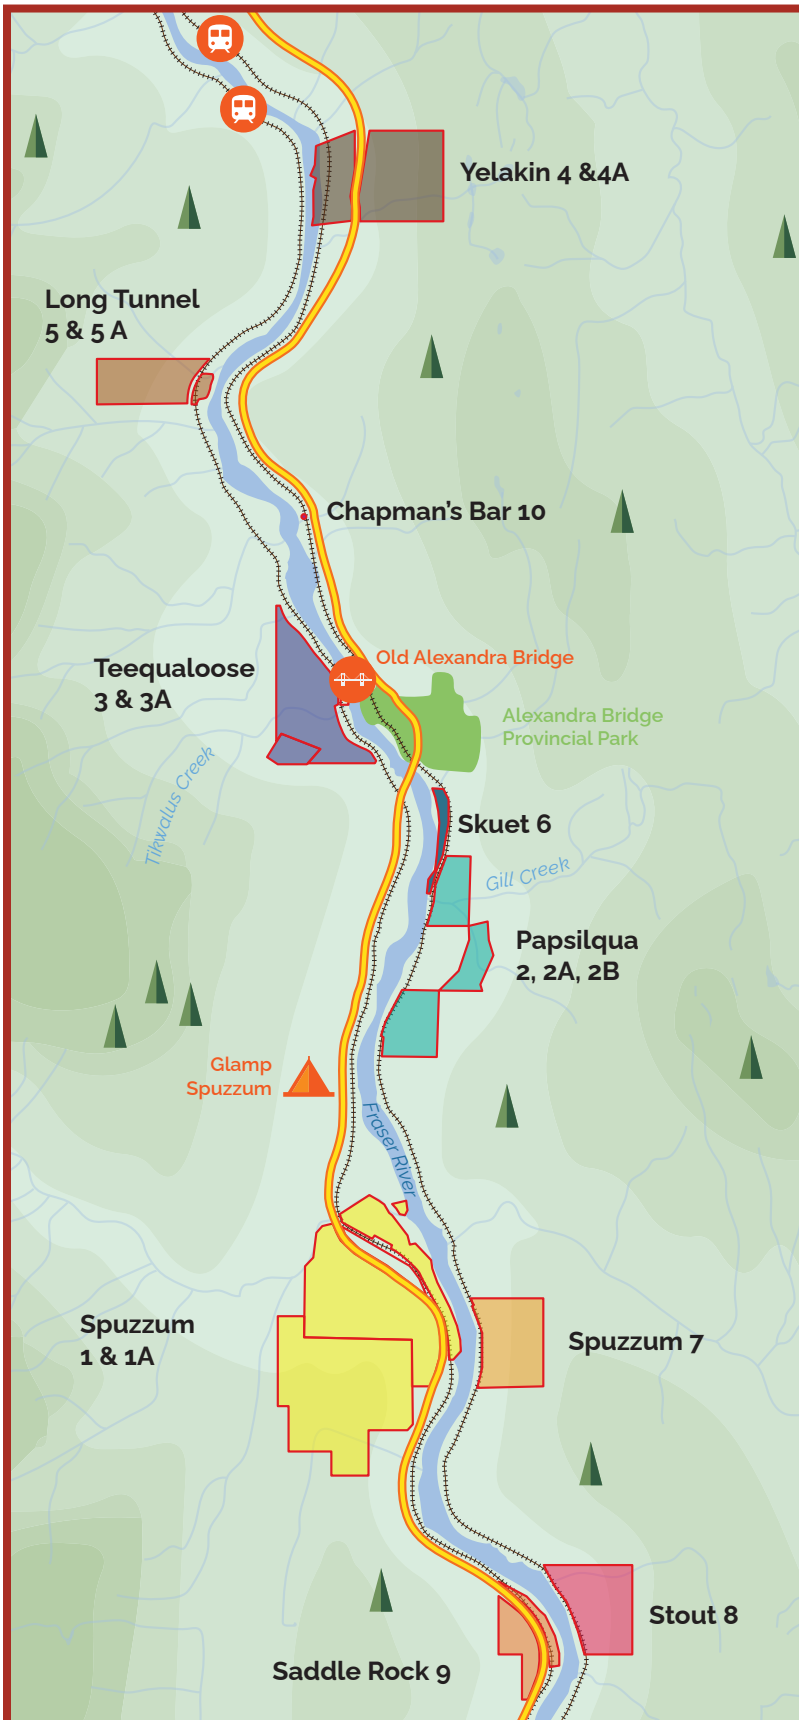 Yelakin 4 &4A
Long Tunnel
5 & 5 A
Chapman's Bar 10
Old Alexandra Bridge
Teequaloose
3 & 3A
Alexandra Bridge
Provincial Park
Tikwalus Creek
Skuet 6
Gill Creek
Papsilqua
2, 2A, 2B
Glamp
Spuzzum
Fraser River
Spuzzum
1 & 1A
Spuzzum 7
Stout 8
Saddle Rock 9